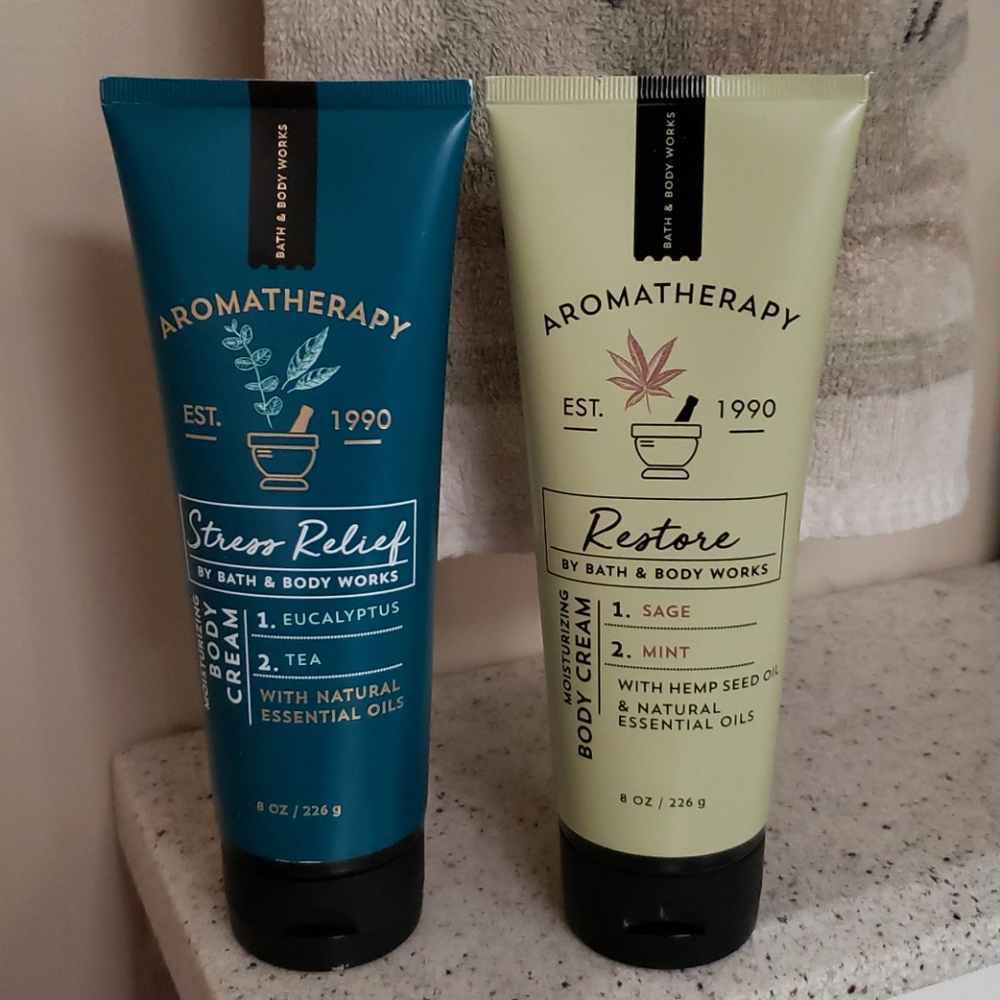 BATH & BODY WORKS
AROMATHERAPY
EST. 1990
Stress Relief
BY BATH & BODY WORKS
MOISTURIZING
BODY
CREAM
1. EUCALYPTUS
2. TEA
WITH NATURAL
ESSENTIAL OILS
8 OZ / 226 g
BATH & BODY WORKS
AROMATHERAPY
EST. 1990
Restore
BY BATH & BODY WORKS
MOISTURIZING
BODY CREAM
1. SAGE
2. MINT
WITH HEMP SEED OIL
& NATURAL
ESSENTIAL OILS
8 OZ / 226 g